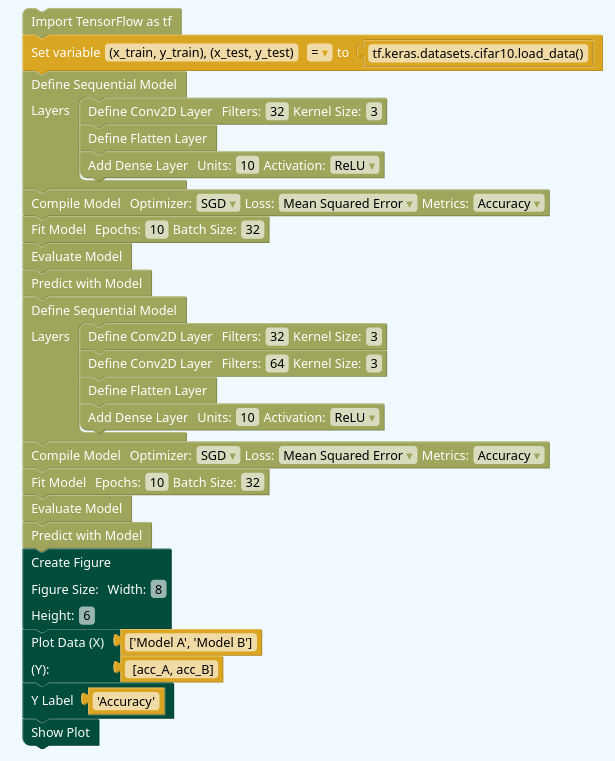 Import TensorFlow as tf
Set variable (x_train, y_train), (x_test, y_test) = to tf.keras.datasets.cifar10.load_data()
Define Sequential Model
Layers Define Conv2D Layer Filters: 32 Kernel Size: 3
Define Flatten Layer
Add Dense Layer Units: 10 Activation: ReLU
Compile Model Optimizer: SGD Loss: Mean Squared Error Metrics: Accuracy
Fit Model Epochs: 10 Batch Size: 32
Evaluate Model
Predict with Model
Define Sequential Model
Layers Define Conv2D Layer Filters: 32 Kernel Size: 3
Define Conv2D Layer Filters: 64 Kernel Size: 3
Define Flatten Layer
Add Dense Layer Units: 10 Activation: ReLU
Compile Model Optimizer: SGD Loss: Mean Squared Error Metrics: Accuracy
Fit Model Epochs: 10 Batch Size: 32
Evaluate Model
Predict with Model
Create Figure
Figure Size: Width: 8
Height: 6
Plot Data (X) ['Model A', 'Model B']
(Y): [acc_A, acc_B]
Y Label 'Accuracy'
Show Plot